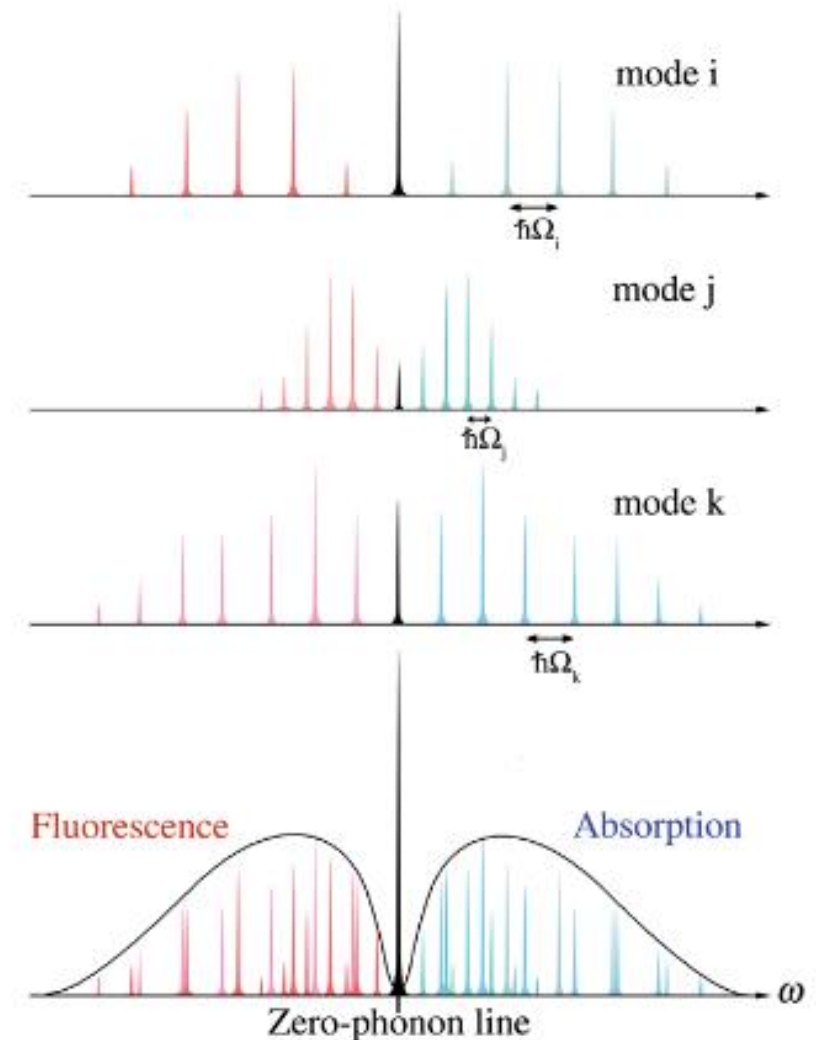 mode i
ħΩᵢ
mode j
ħΩⱼ
mode k
ħΩₖ
Fluorescence
Absorption
ω
Zero-phonon line